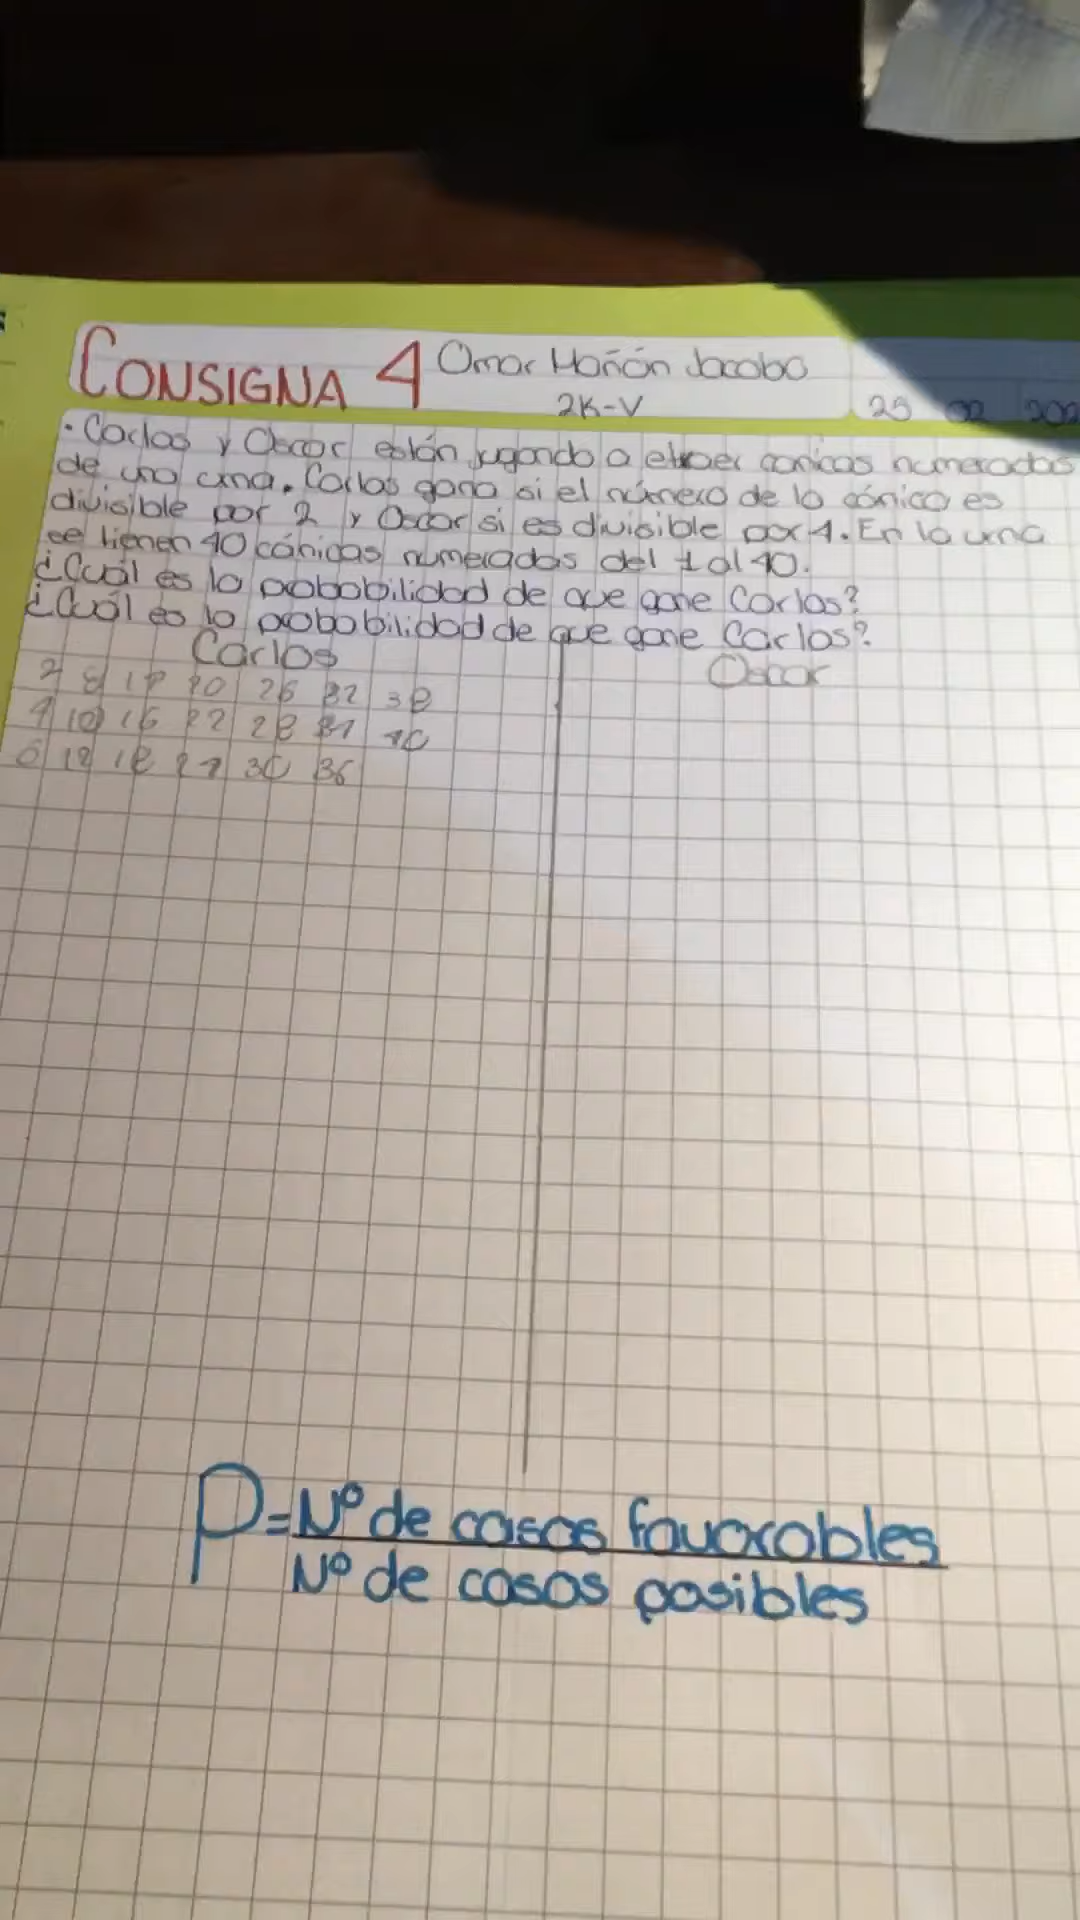 CONSIGNA 4 Omar Mañón Jacobo
2K-V 25 02 202
• Carlos y Oscar están jugando a extraer canicas numeradas
de una urna. Carlos gana si el número de la cánica es
divisible por 2 y Oscar si es divisible por 4. En la urna
se tienen 40 cánicas numeradas del 1 al 40.
¿Cuál es la probabilidad de que gane Carlos?
¿Cuál es la probabilidad de que gane Carlos?
Carlos Oscar
2 8 14 20 26 32 38
4 10 16 22 28 34 40
6 12 18 24 30 36
P = Nº de casos favorables
Nº de casos posibles